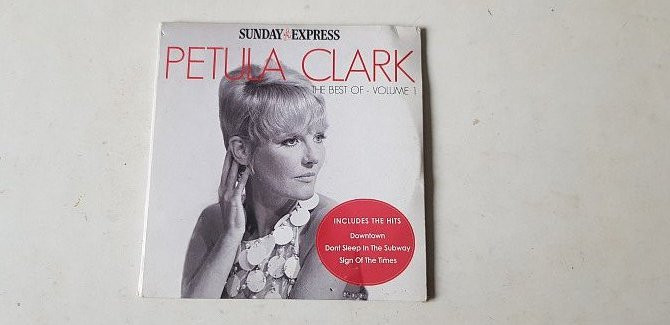 SUNDAY EXPRESS
PETULA CLARK
THE BEST OF - VOLUME 1
INCLUDES THE HITS
Downtown
Dont Sleep In The Subway
Sign Of The Times